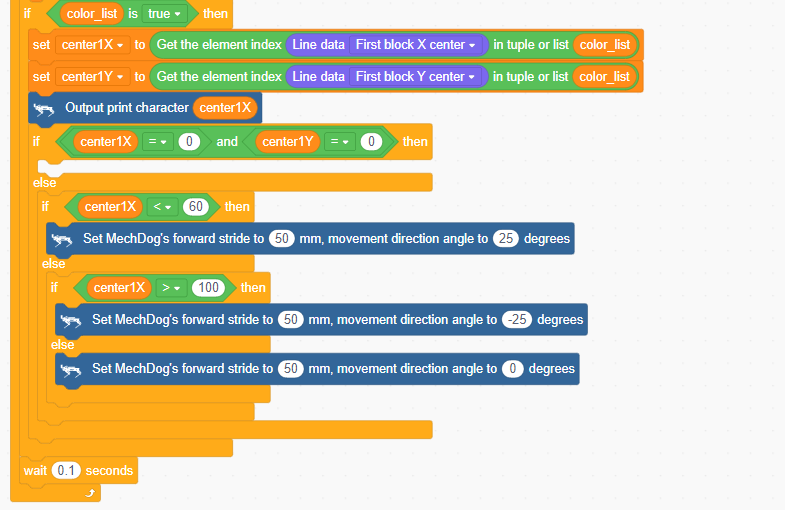 if color_list is true then
set center1X to Get the element index Line data First block X center in tuple or list color_list
set center1Y to Get the element index Line data First block Y center in tuple or list color_list
Output print character center1X
if center1X = 0 and center1Y = 0 then
else
if center1X < 60 then
Set MechDog's forward stride to 50 mm, movement direction angle to 25 degrees
else
if center1X > 100 then
Set MechDog's forward stride to 50 mm, movement direction angle to -25 degrees
else
Set MechDog's forward stride to 50 mm, movement direction angle to 0 degrees
wait 0.1 seconds